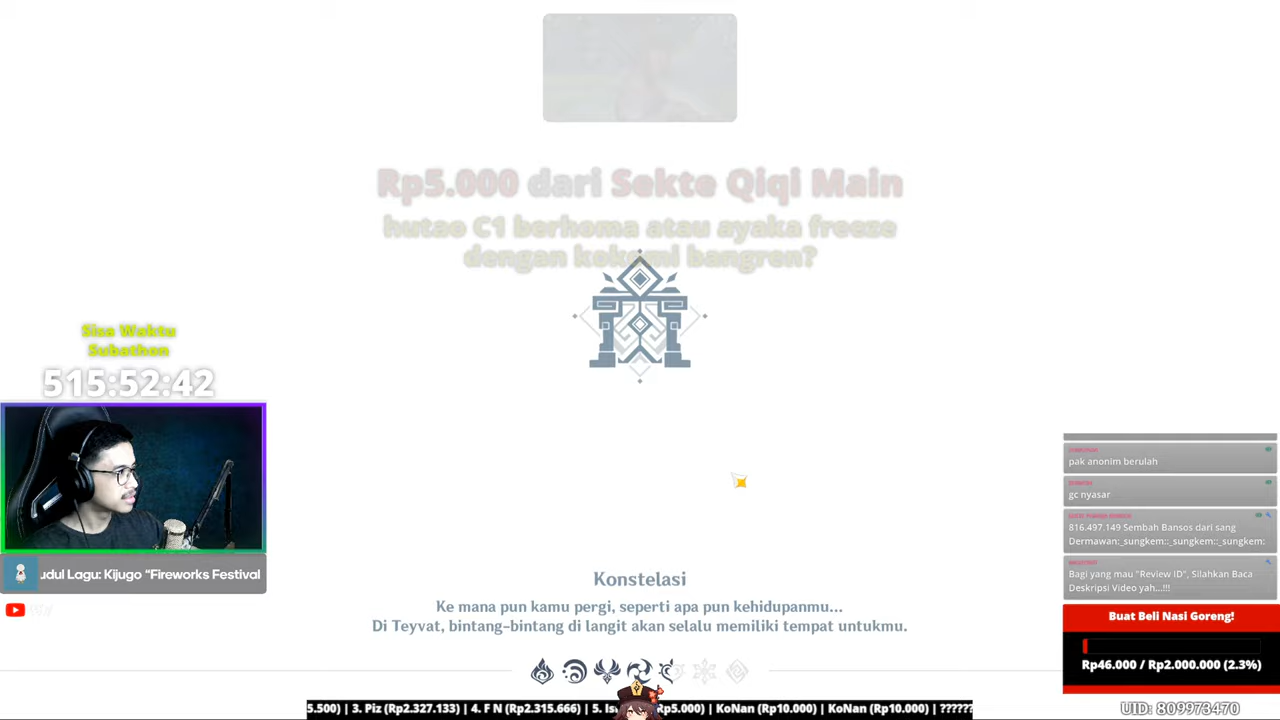 Rp5.000 dari Sekte Qiqi Main
hutao C1 berhoma atau ayaka freeze
dengan kokomi bangren?
Sisa Waktu
Subathon
515:52:42
udul Lagu: Kijugo “Fireworks Festival
Konstelasi
Ke mana pun kamu pergi, seperti apa pun kehidupanmu...
Di Teyvat, bintang-bintang di langit akan selalu memiliki tempat untukmu.
pak anonim berulah
gc nyasar
816.497.149 Sembah Bansos dari sang
Dermawan:_sungkem::_sungkem::_sungkem:
Bagi yang mau "Review ID", Silahkan Baca
Deskripsi Video yah...!!!
Buat Beli Nasi Goreng!
Rp46.000 / Rp2.000.000 (2.3%)
5.500) | 3. Piz (Rp2.327.133) | 4. F N (Rp2.315.666) | 5. Is Rp5.000) | KoNan (Rp10.000) | KoNan (Rp10.000) | ??????
UID: 809973470